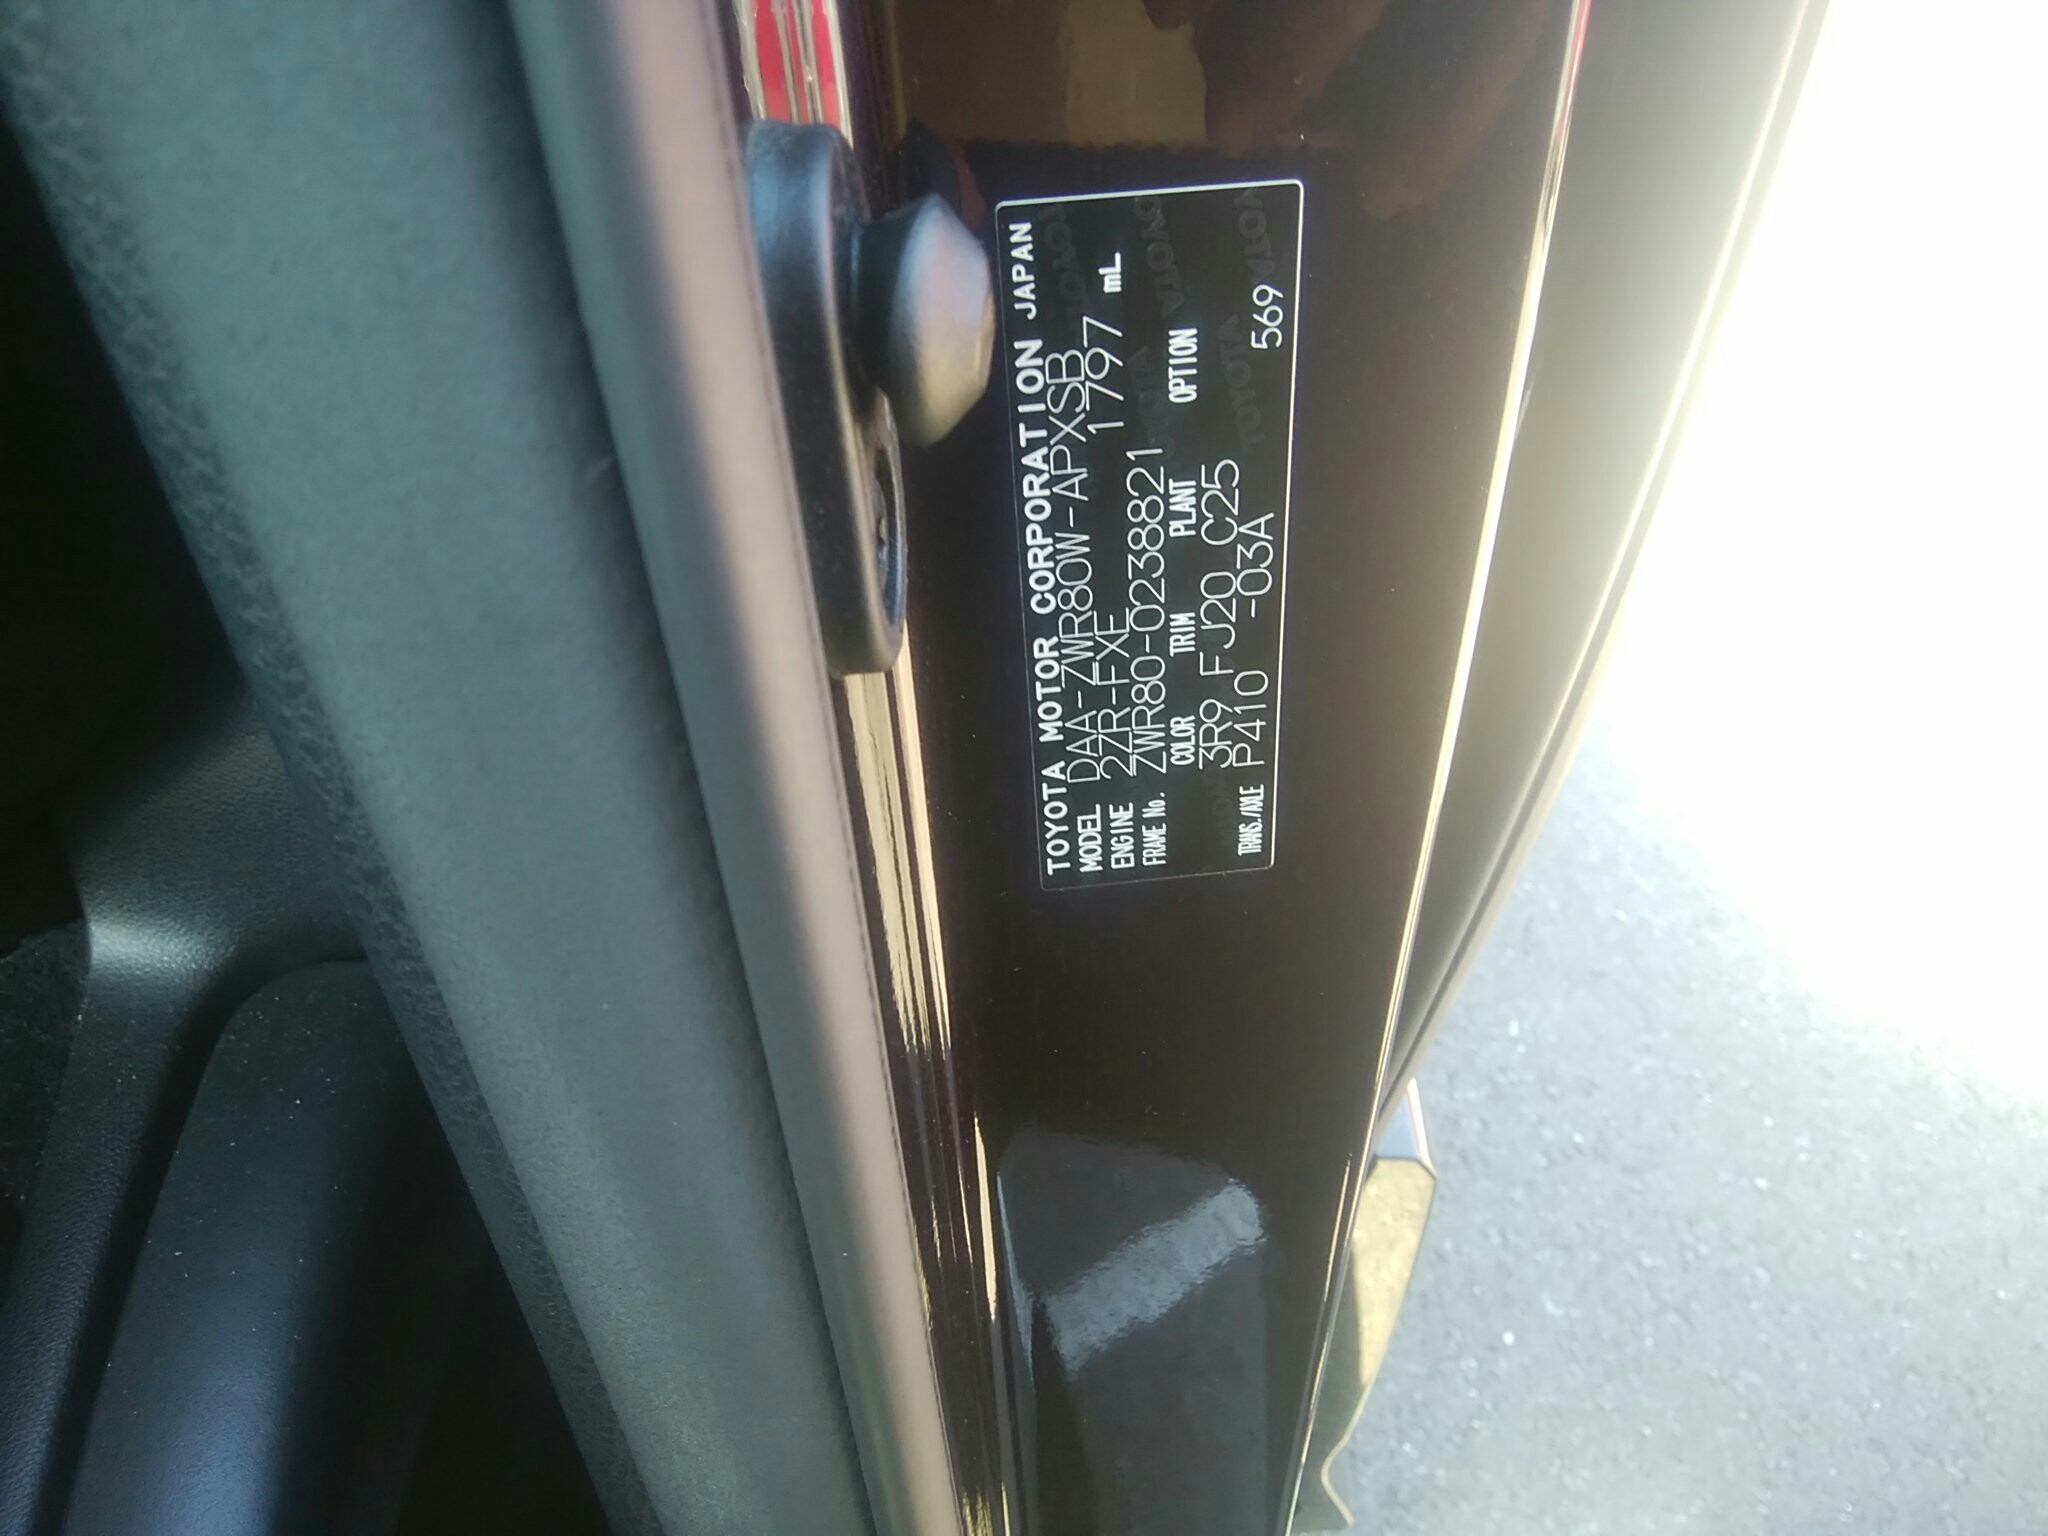 TOYOTA MOTOR CORPORATION JAPAN
MODEL DAA-ZWR80W-APXSB
ENGINE 2ZR-FXE 1797 mL
FRAME No. ZWR80-0238821
COLOR TRIM PLANT OPTION
3R9 FJ20 C25
TRANS./AXLE P410 -03A 569